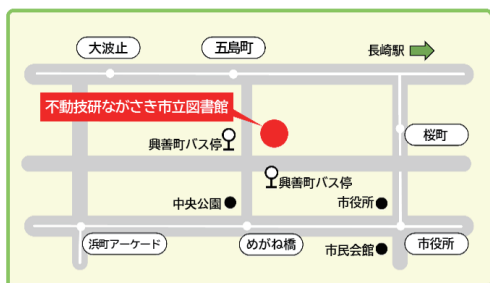 大波止
五島町
長崎駅
不動技研ながさき市立図書館
桜町
興善町バス停
興善町バス停
中央公園
市役所
浜町アーケード
めがね橋
市民会館
市役所